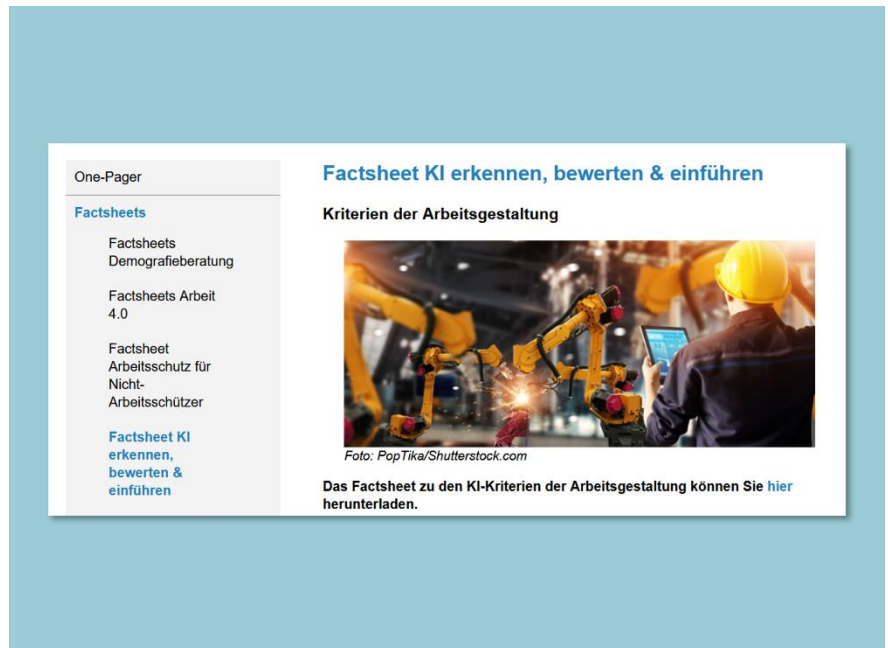 One-Pager
Factsheets
Factsheets
Demografieberatung
Factsheets Arbeit
4.0
Factsheet
Arbeitsschutz für
Nicht-
Arbeitsschützer
Factsheet KI
erkennen,
bewerten &
einführen
Factsheet KI erkennen, bewerten & einführen
Kriterien der Arbeitsgestaltung
Foto: PopTika/Shutterstock.com
Das Factsheet zu den KI-Kriterien der Arbeitsgestaltung können Sie hier
herunterladen.